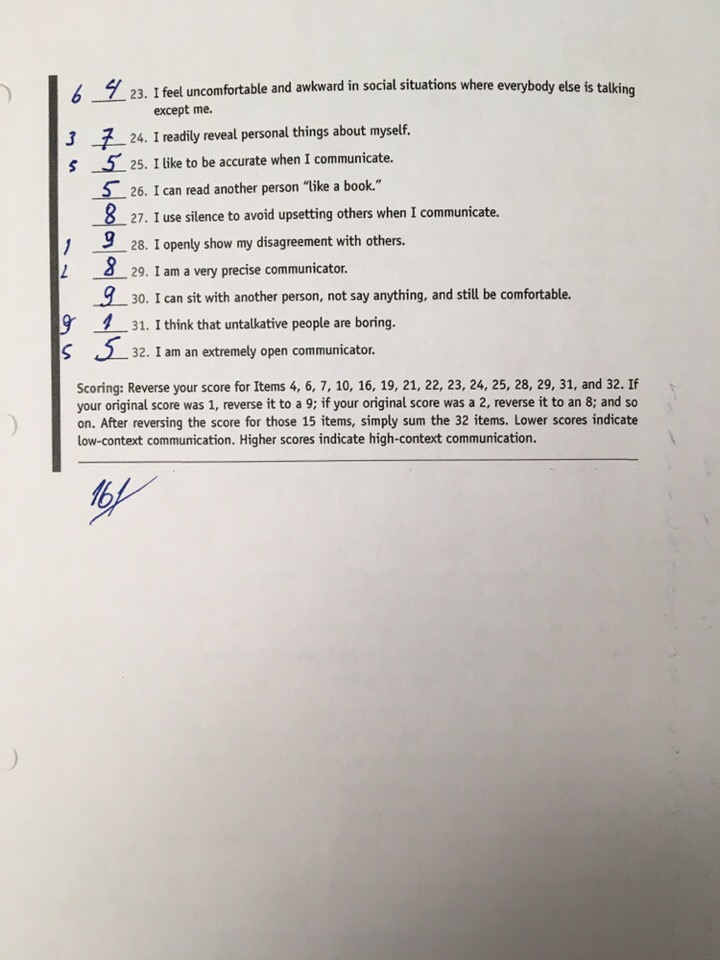 6 4 23. I feel uncomfortable and awkward in social situations where everybody else is talking
except me.
3 7 24. I readily reveal personal things about myself.
5 5 25. I like to be accurate when I communicate.
5 26. I can read another person “like a book.”
8 27. I use silence to avoid upsetting others when I communicate.
1 9 28. I openly show my disagreement with others.
2 8 29. I am a very precise communicator.
9 30. I can sit with another person, not say anything, and still be comfortable.
9 1 31. I think that untalkative people are boring.
5 5 32. I am an extremely open communicator.
Scoring: Reverse your score for Items 4, 6, 7, 10, 16, 19, 21, 22, 23, 24, 25, 28, 29, 31, and 32. If
your original score was 1, reverse it to a 9; if your original score was a 2, reverse it to an 8; and so
on. After reversing the score for those 15 items, simply sum the 32 items. Lower scores indicate
low-context communication. Higher scores indicate high-context communication.
161